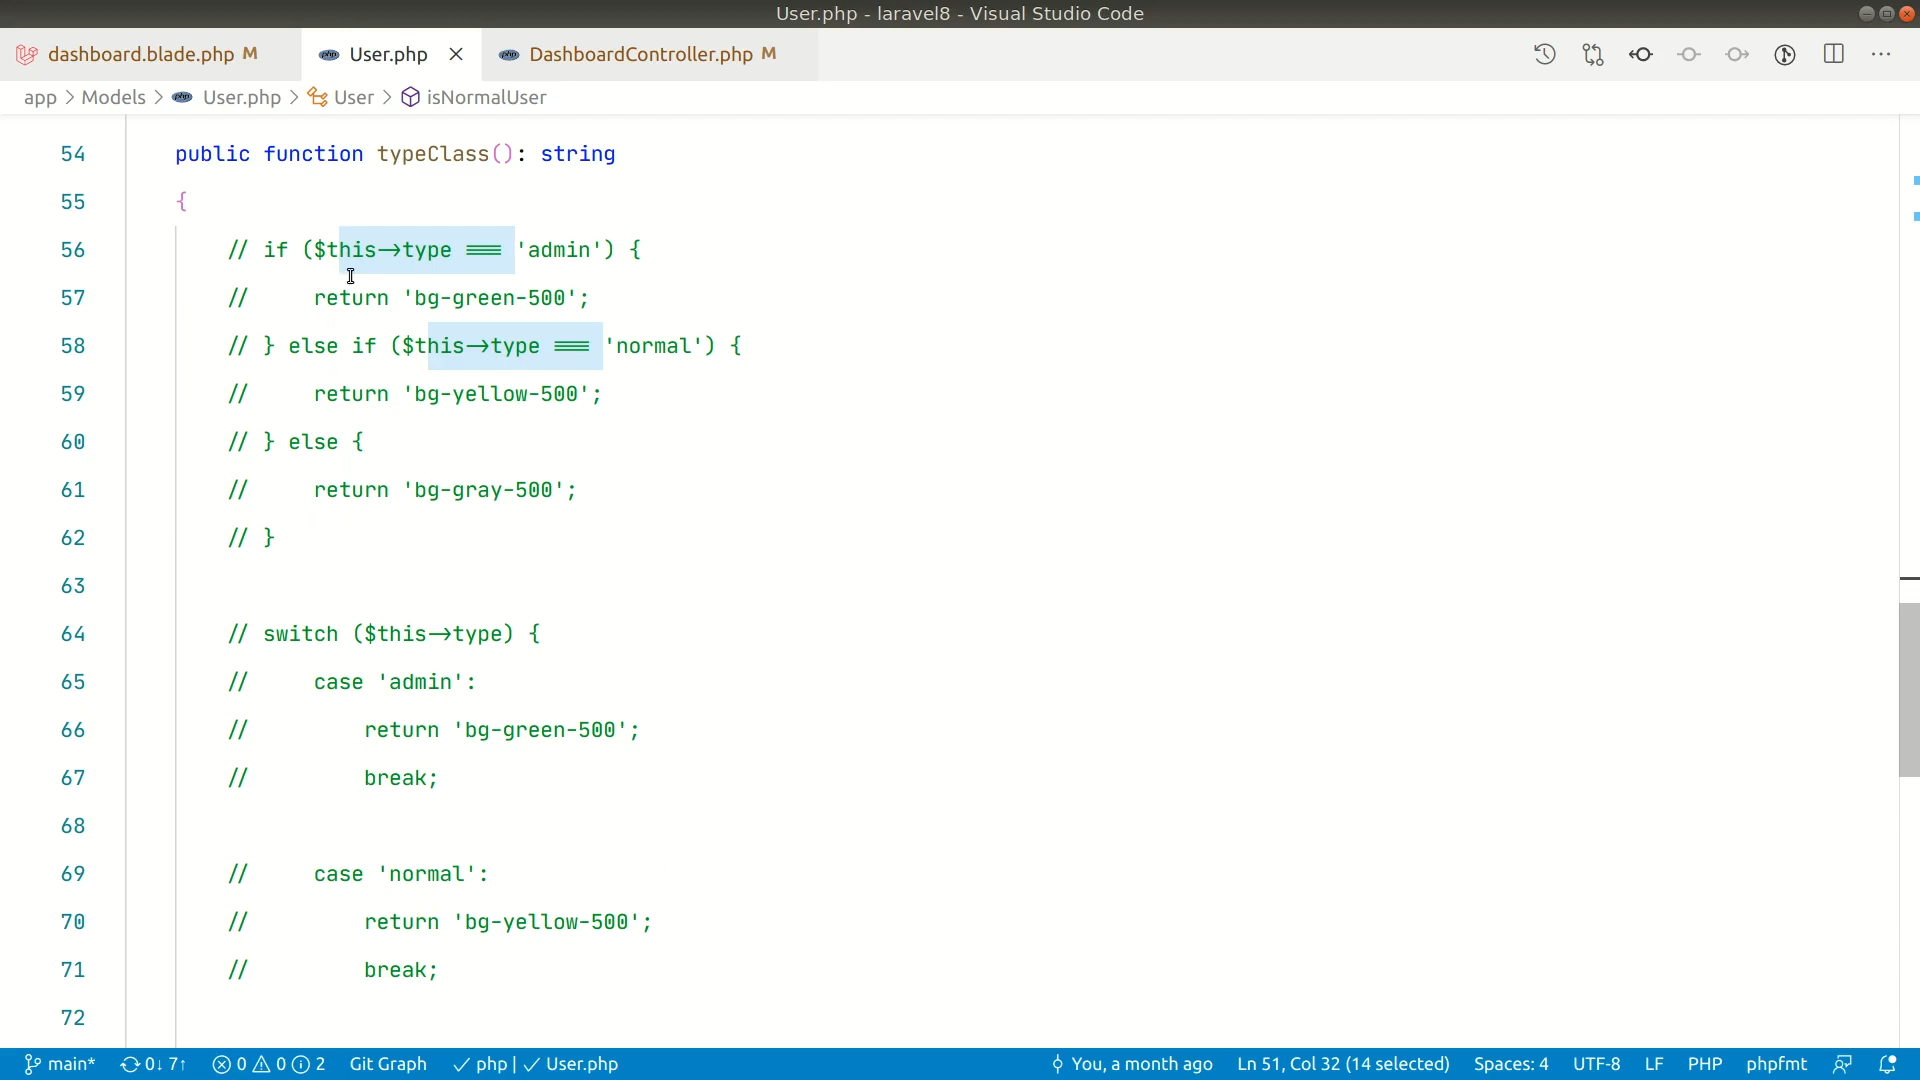 User.php - laravel8 - Visual Studio Code
dashboard.blade.php M
User.php
DashboardController.php M
app > Models > User.php > User > isNormalUser
54 public function typeClass(): string
55 {
56 // if ($this->type === 'admin') {
57 //     return 'bg-green-500';
58 // } else if ($this->type === 'normal') {
59 //     return 'bg-yellow-500';
60 // } else {
61 //     return 'bg-gray-500';
62 // }
63
64 // switch ($this->type) {
65 //     case 'admin':
66 //         return 'bg-green-500';
67 //         break;
68
69 //     case 'normal':
70 //         return 'bg-yellow-500';
71 //         break;
72
main* 0↓ 7↑ 0 0 2 Git Graph ✓ php | ✓ User.php You, a month ago Ln 51, Col 32 (14 selected) Spaces: 4 UTF-8 LF PHP phpfmt